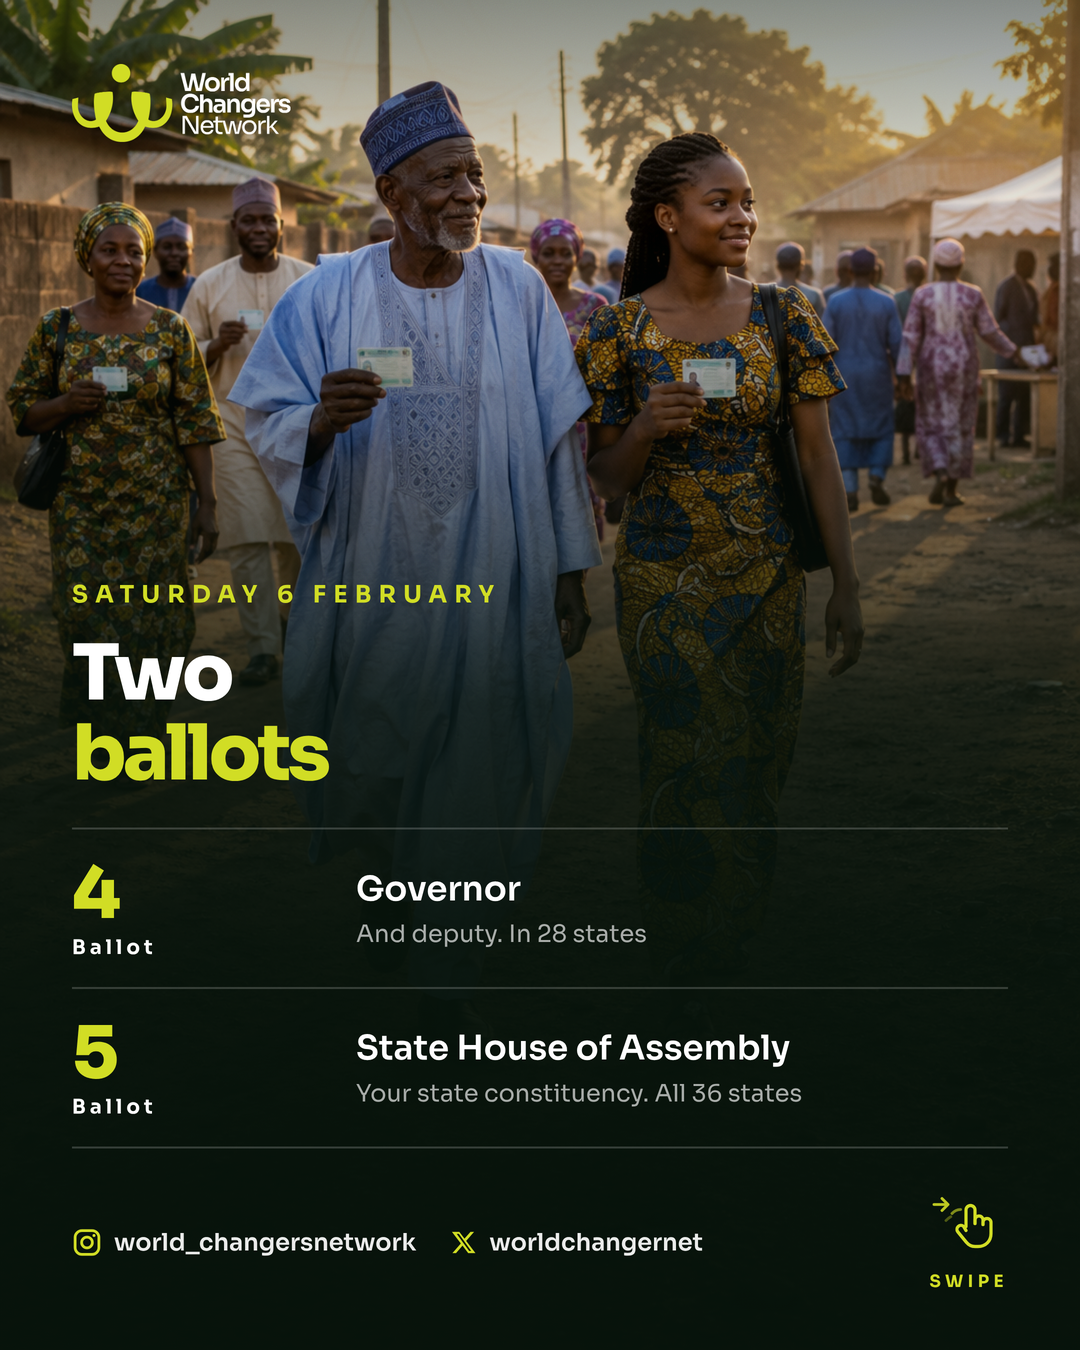 World
Changers
Network
SATURDAY 6 FEBRUARY
Two
ballots
4
Ballot
Governor
And deputy. In 28 states
5
Ballot
State House of Assembly
Your state constituency. All 36 states
world_changersnetwork
worldchangernet
SWIPE